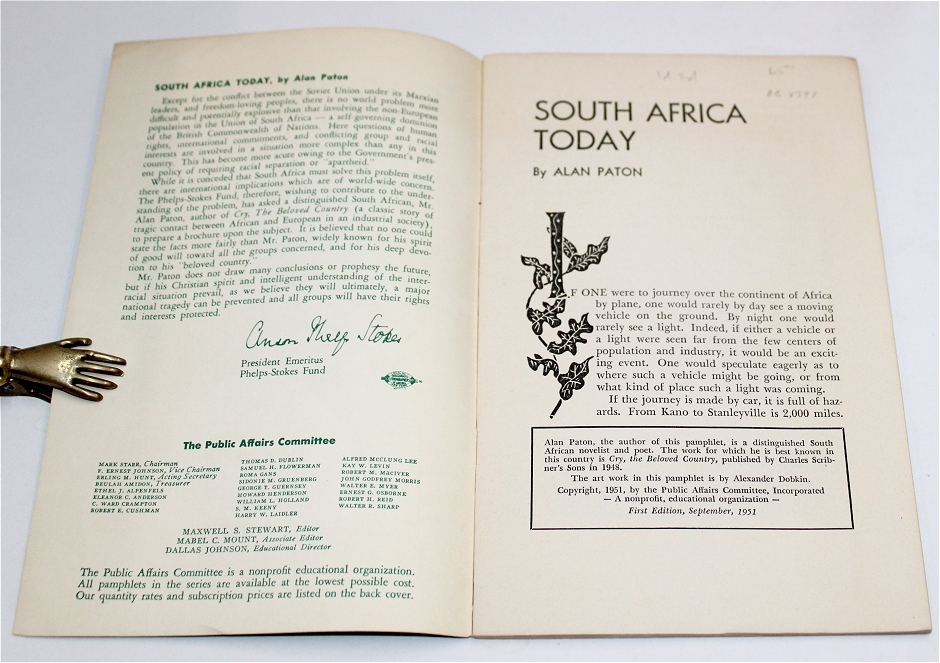 SOUTH AFRICA TODAY, by Alan Paton
Except for the conflict between the Soviet Union under its Marxian
leaders, and freedom-loving peoples, there is no world problem more
difficult and potentially explosive than that involving the non-European
population in the Union of South Africa — a self-governing dominion
of the British Commonwealth of Nations. Here questions of human
rights, international commitments, and conflicting group and racial
interests are involved in a situation more complex than any in this
country. This has become more acute owing to the Government's pres-
ent policy of requiring racial separation or "apartheid."
While it is conceded that South Africa must solve this problem itself,
there are international implications which are of world-wide concern.
The Phelps-Stokes Fund, therefore, wishing to contribute to the under-
standing of the problem, has asked a distinguished South African, Mr.
Alan Paton, author of Cry, The Beloved Country (a classic story of
tragic contact between African and European in an industrial society),
to prepare a brochure upon the subject. It is believed that no one could
state the facts more fairly than Mr. Paton, widely known for his spirit
of good will toward all the groups concerned, and for his deep devo-
tion to his "beloved country."
Mr. Paton does not draw many conclusions or prophesy the future,
but if his Christian spirit and intelligent understanding of the inter-
racial situation prevail, as we believe they will ultimately, a major
national tragedy can be prevented and all groups will have their rights
and interests protected.
Anson Phelps Stokes
President Emeritus
Phelps-Stokes Fund
The Public Affairs Committee
MARK STARR, Chairman
F. ERNEST JOHNSON, Vice Chairman
ERLING M. HUNT, Acting Secretary
BEULAH AMIDON, Treasurer
ETHEL J. ALPENFELS
ELEANOR C. ANDERSON
C. WARD CRAMPTON
ROBERT E. CUSHMAN
THOMAS D. DUBLIN
SAMUEL H. FLOWERMAN
ROMA GANS
SIDONIE M. GRUENBERG
GEORGE T. GUERNSEY
HOWARD HENDERSON
WILLIAM L. HOLLAND
S. M. KEENY
HARRY W. LAIDLER
ALFRED MCCLUNG LEE
KAY W. LEVIN
ROBERT M. MACIVER
JOHN GODFREY MORRIS
WALTER E. MYER
ERNEST G. OSBORNE
ROBERT H. REID
WALTER R. SHARP
MAXWELL S. STEWART, Editor
MABEL C. MOUNT, Associate Editor
DALLAS JOHNSON, Educational Director
The Public Affairs Committee is a nonprofit educational organization.
All pamphlets in the series are available at the lowest possible cost.
Our quantity rates and subscription prices are listed on the back cover.
SOUTH AFRICA
TODAY
By ALAN PATON
IF ONE were to journey over the continent of Africa
by plane, one would rarely by day see a moving
vehicle on the ground. By night one would
rarely see a light. Indeed, if either a vehicle or
a light were seen far from the few centers of
population and industry, it would be an excit-
ing event. One would speculate eagerly as to
where such a vehicle might be going, or from
what kind of place such a light was coming.
If the journey is made by car, it is full of haz-
ards. From Kano to Stanleyville is 2,000 miles.
Alan Paton, the author of this pamphlet, is a distinguished South
African novelist and poet. The work for which he is best known in
this country is Cry, the Beloved Country, published by Charles Scrib-
ner's Sons in 1948.
The art work in this pamphlet is by Alexander Dobkin.
Copyright, 1951, by the Public Affairs Committee, Incorporated
— A nonprofit, educational organization —
First Edition, September, 1951